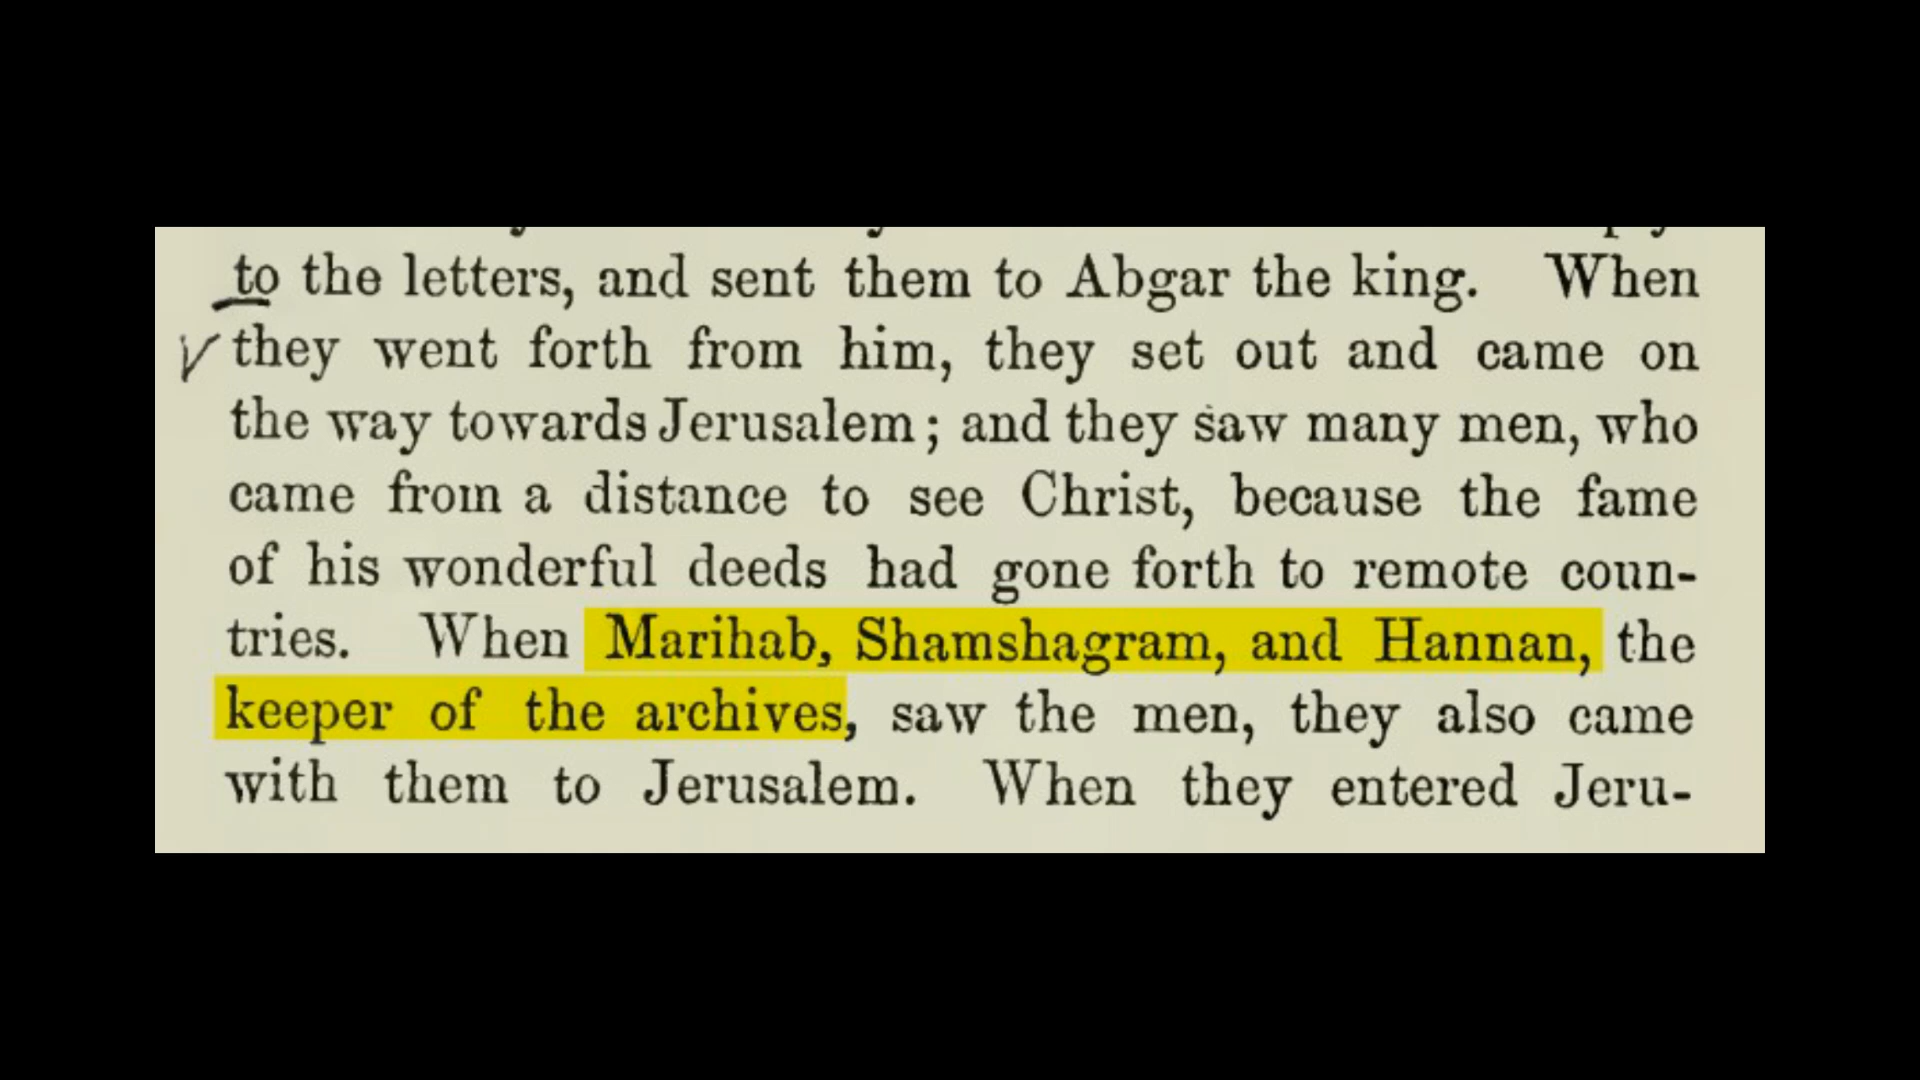 to the letters, and sent them to Abgar the king. When
they went forth from him, they set out and came on
the way towards Jerusalem; and they saw many men, who
came from a distance to see Christ, because the fame
of his wonderful deeds had gone forth to remote coun-
tries. When Marihab, Shamshagram, and Hannan, the
keeper of the archives, saw the men, they also came
with them to Jerusalem. When they entered Jeru-